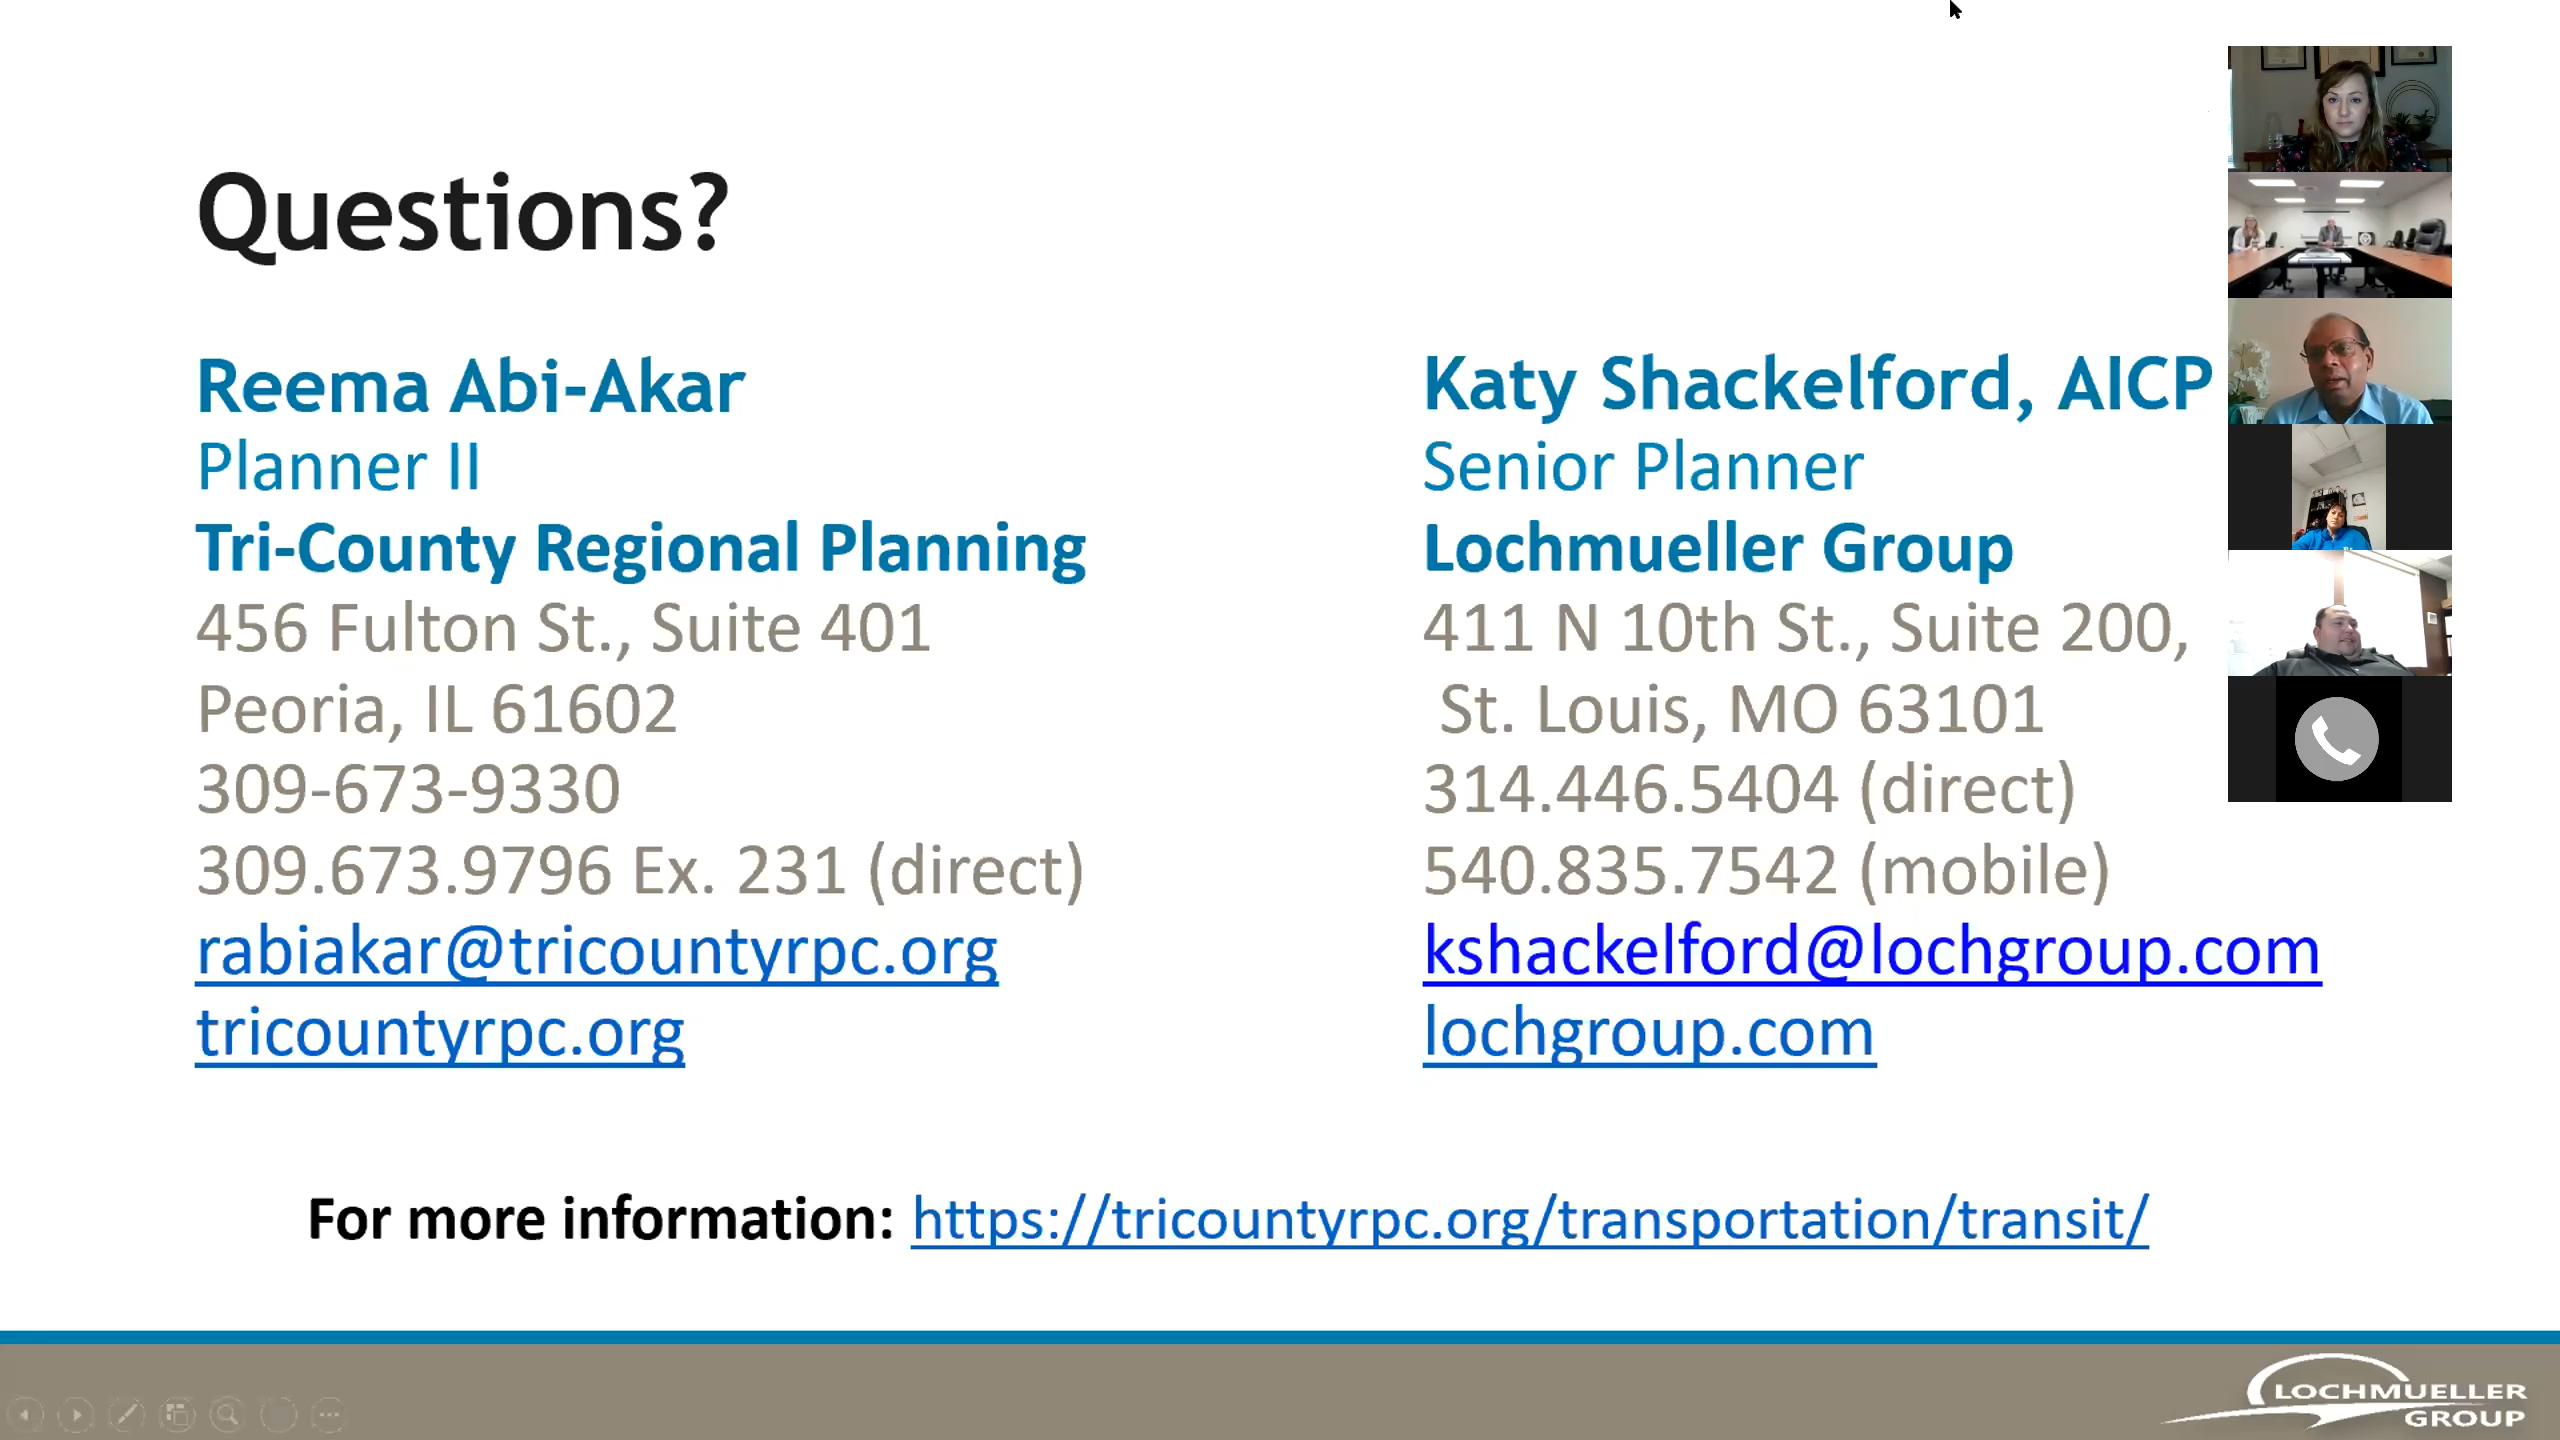 Questions?
Reema Abi-Akar
Planner II
Tri-County Regional Planning
456 Fulton St., Suite 401
Peoria, IL 61602
309-673-9330
309.673.9796 Ex. 231 (direct)
rabiakar@tricountyrpc.org
tricountyrpc.org
Katy Shackelford, AICP
Senior Planner
Lochmueller Group
411 N 10th St., Suite 200,
St. Louis, MO 63101
314.446.5404 (direct)
540.835.7542 (mobile)
kshackelford@lochgroup.com
lochgroup.com
For more information: https://tricountyrpc.org/transportation/transit/
LOCHMUELLER
GROUP